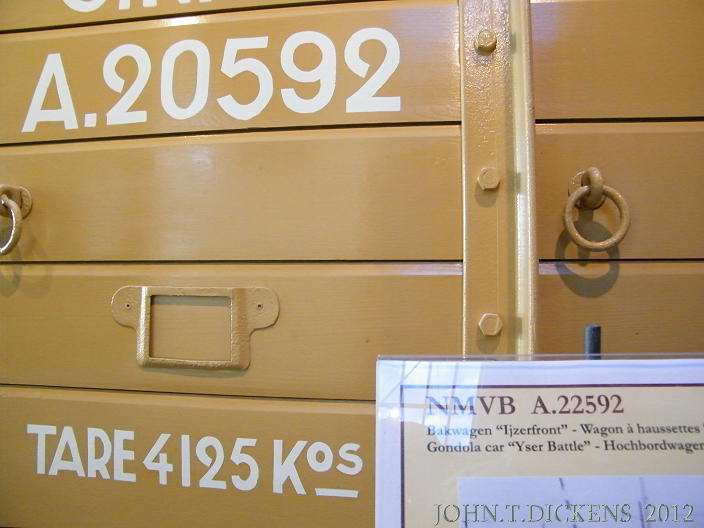 A.20592
TARE 4125 Kos
NMVB A.22592
Bakwagen "Ijzerfront" - Wagon à haussettes
Gondola car "Yser Battle" - Hochbordwagen
JOHN.T.DICKENS 2012